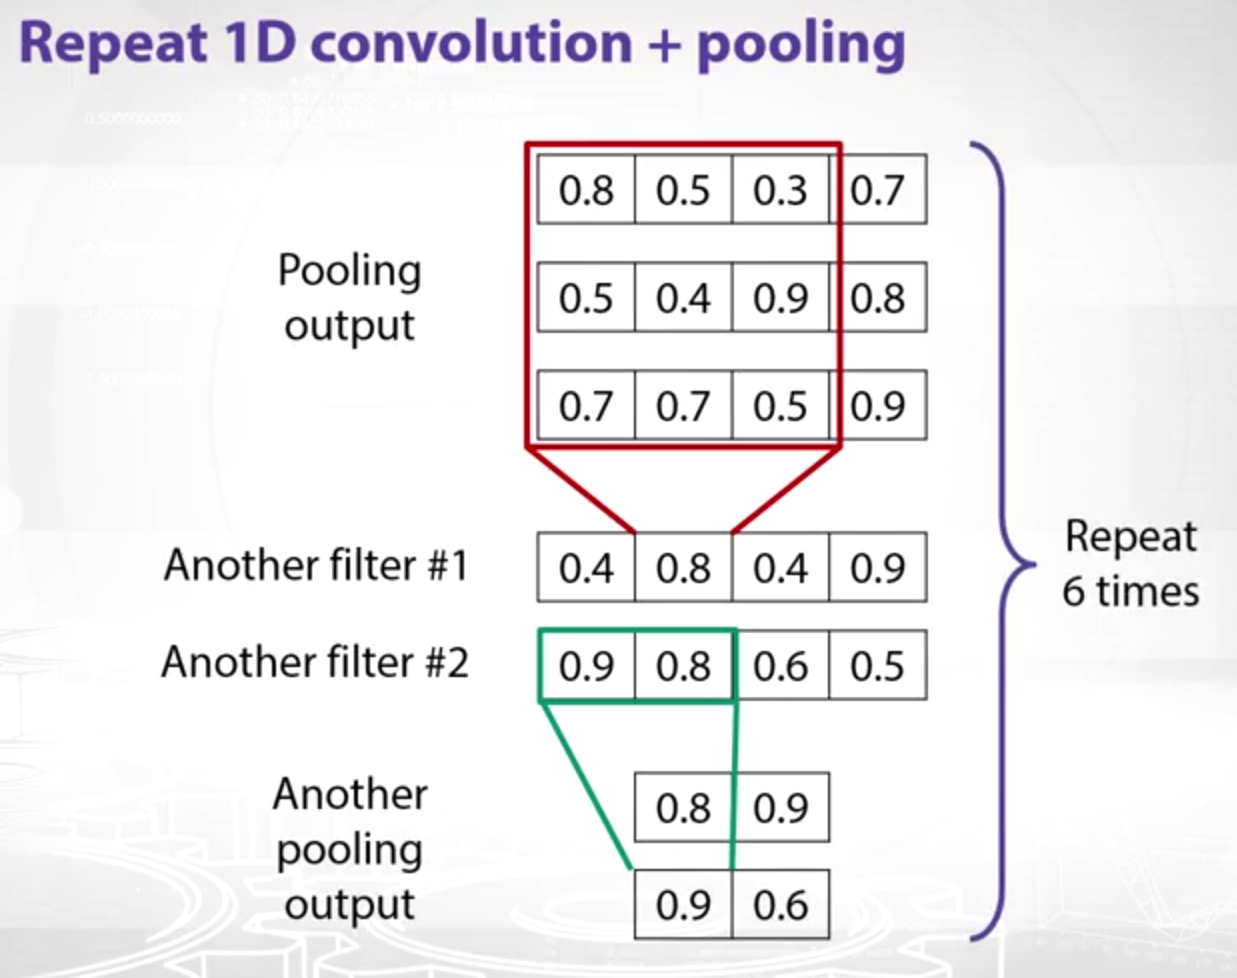 Repeat 1D convolution + pooling
0.5000000000
0.8 0.5 0.3 0.7
Pooling
output
0.5 0.4 0.9 0.8
0.7 0.7 0.5 0.9
Another filter #1
0.4 0.8 0.4 0.9
Another filter #2
0.9 0.8 0.6 0.5
Another
pooling
output
0.8 0.9
0.9 0.6
Repeat
6 times